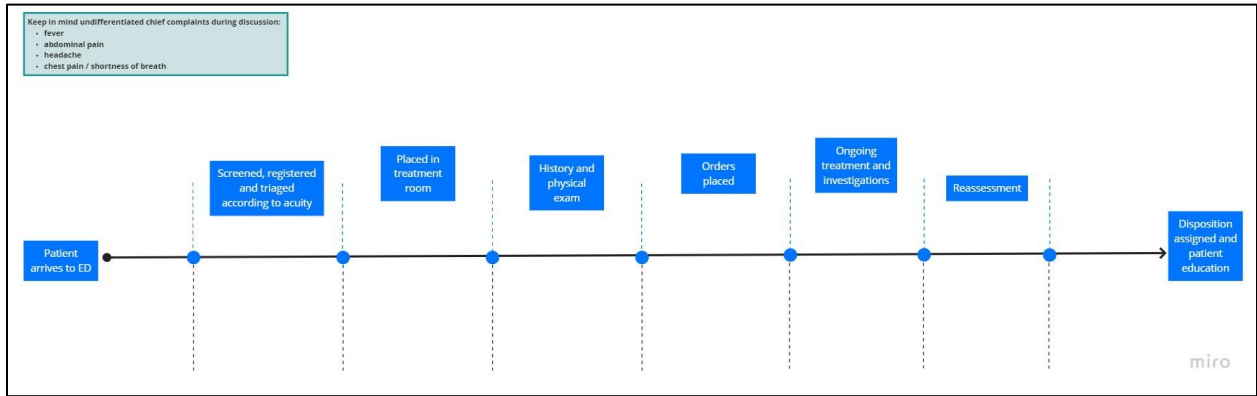 Keep in mind undifferentiated chief complaints during discussion:
• fever
• abdominal pain
• headache
• chest pain / shortness of breath
Patient
arrives to ED
Screened, registered
and triaged
according to acuity
Placed in
treatment
room
History and
physical
exam
Orders
placed
Ongoing
treatment and
investigations
Reassessment
Disposition
assigned and
patient
education
miro